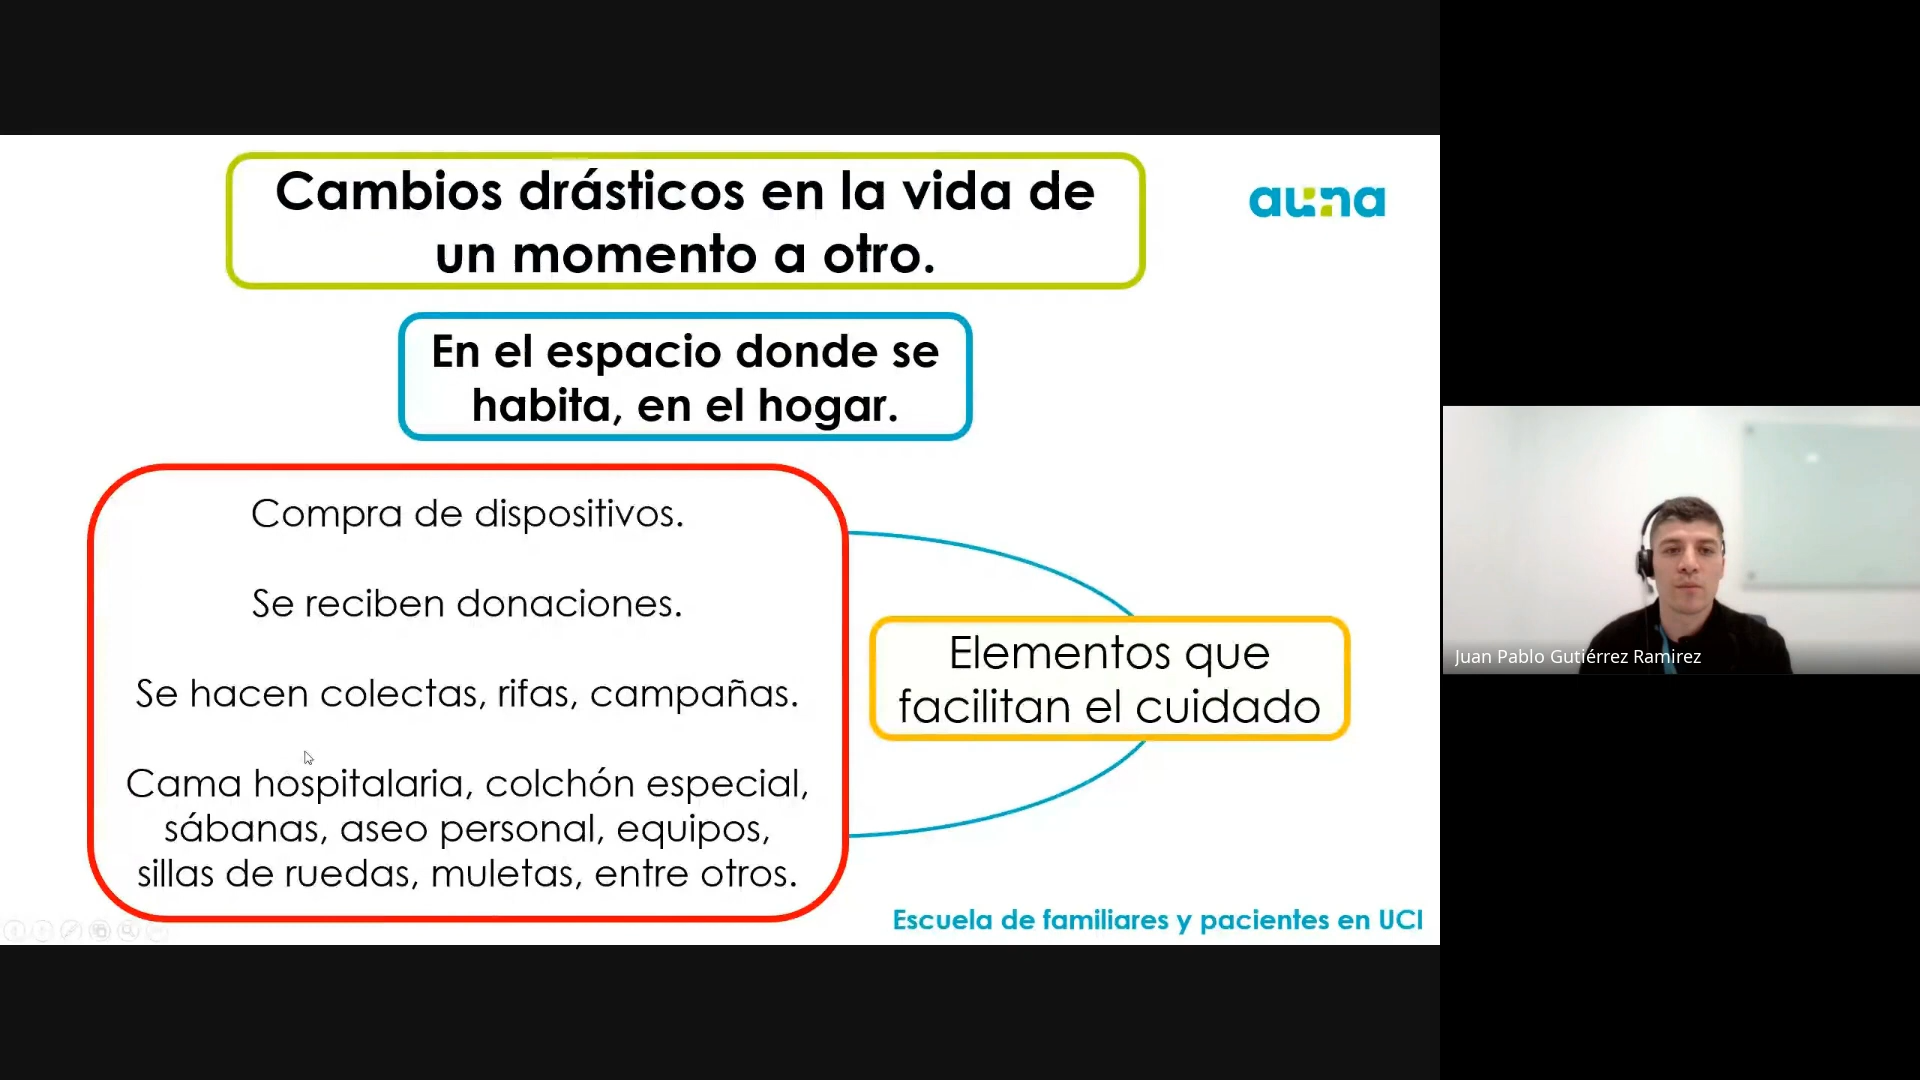 Cambios drásticos en la vida de
un momento a otro.
auna
En el espacio donde se
habita, en el hogar.
Compra de dispositivos.
Se reciben donaciones.
Se hacen colectas, rifas, campañas.
Cama hospitalaria, colchón especial,
sábanas, aseo personal, equipos,
sillas de ruedas, muletas, entre otros.
Elementos que
facilitan el cuidado
Escuela de familiares y pacientes en UCI
Juan Pablo Gutiérrez Ramirez